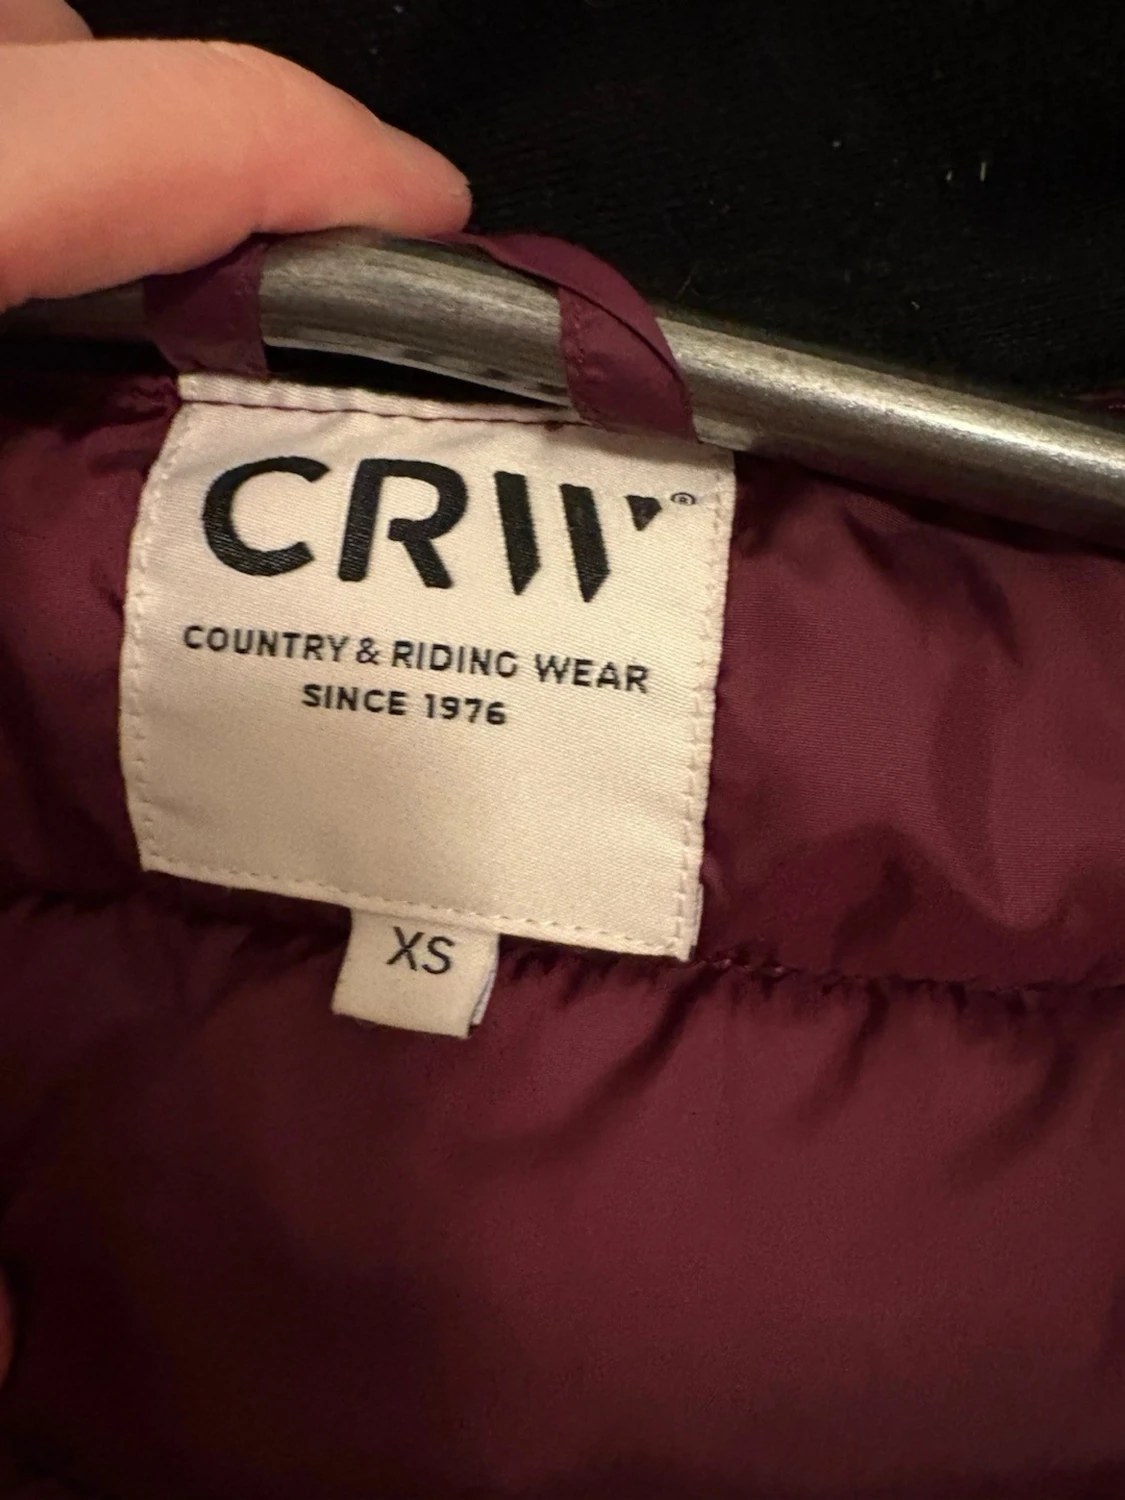 CRW®
COUNTRY & RIDING WEAR
SINCE 1976
XS